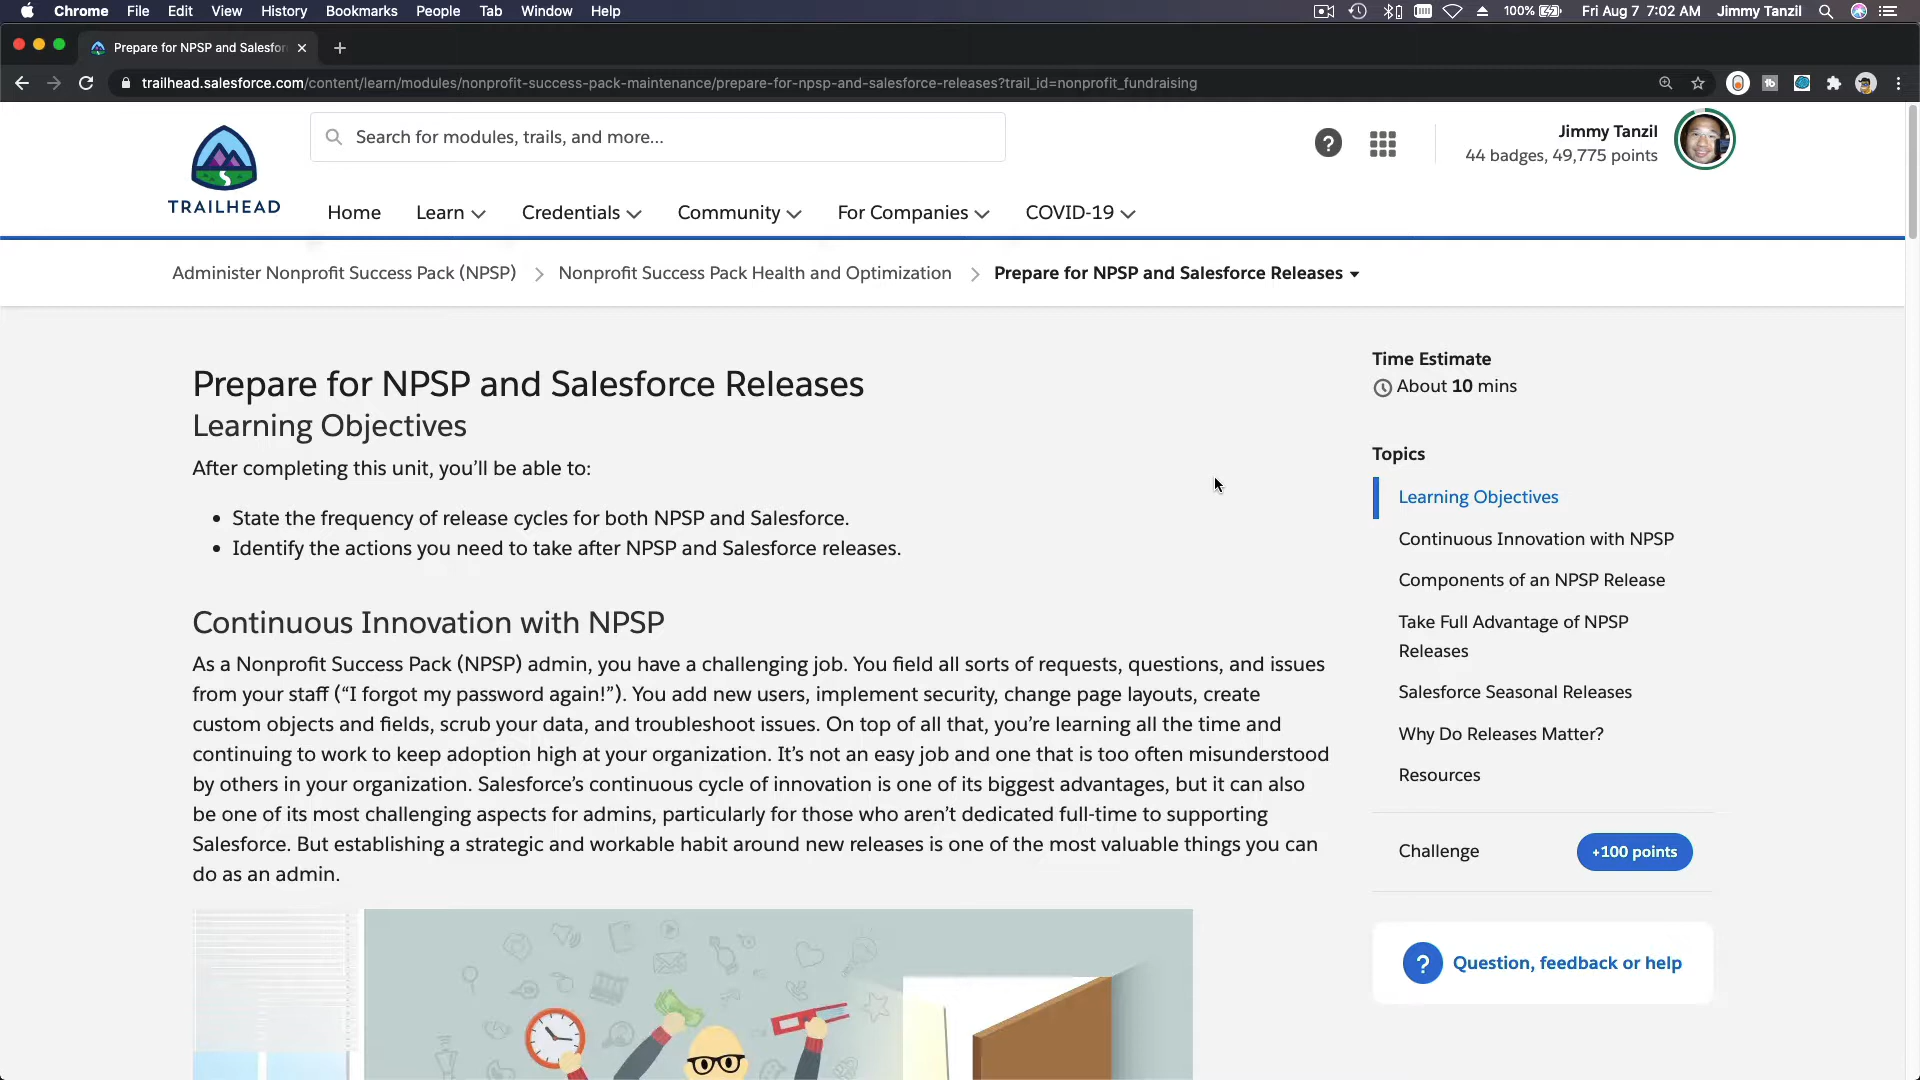 Chrome File Edit View History Bookmarks People Tab Window Help
100% Fri Aug 7 7:02 AM Jimmy Tanzil
Prepare for NPSP and Salesfor
trailhead.salesforce.com/content/learn/modules/nonprofit-success-pack-maintenance/prepare-for-npsp-and-salesforce-releases?trail_id=nonprofit_fundraising
TRAILHEAD
Search for modules, trails, and more...
?
Jimmy Tanzil
44 badges, 49,775 points
Home Learn Credentials Community For Companies COVID-19
Administer Nonprofit Success Pack (NPSP) Nonprofit Success Pack Health and Optimization Prepare for NPSP and Salesforce Releases
Prepare for NPSP and Salesforce Releases
Learning Objectives
After completing this unit, you’ll be able to:
• State the frequency of release cycles for both NPSP and Salesforce.
• Identify the actions you need to take after NPSP and Salesforce releases.
Continuous Innovation with NPSP
As a Nonprofit Success Pack (NPSP) admin, you have a challenging job. You field all sorts of requests, questions, and issues
from your staff (“I forgot my password again!”). You add new users, implement security, change page layouts, create
custom objects and fields, scrub your data, and troubleshoot issues. On top of all that, you’re learning all the time and
continuing to work to keep adoption high at your organization. It’s not an easy job and one that is too often misunderstood
by others in your organization. Salesforce’s continuous cycle of innovation is one of its biggest advantages, but it can also
be one of its most challenging aspects for admins, particularly for those who aren’t dedicated full-time to supporting
Salesforce. But establishing a strategic and workable habit around new releases is one of the most valuable things you can
do as an admin.
Time Estimate
About 10 mins
Topics
Learning Objectives
Continuous Innovation with NPSP
Components of an NPSP Release
Take Full Advantage of NPSP
Releases
Salesforce Seasonal Releases
Why Do Releases Matter?
Resources
Challenge
+100 points
? Question, feedback or help